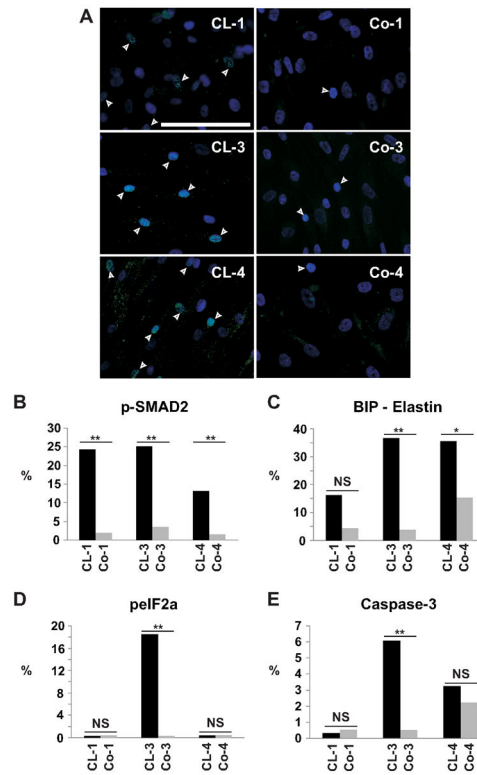 A
CL-1
Co-1
CL-3
Co-3
CL-4
Co-4
B
p-SMAD2
%
30
25
20
15
10
5
0
**
**
**
CL-1
Co-1
CL-3
Co-3
CL-4
Co-4
C
BIP - Elastin
%
40
30
20
10
0
NS
**
*
CL-1
Co-1
CL-3
Co-3
CL-4
Co-4
D
peIF2a
%
20
16
12
8
4
0
NS
**
NS
CL-1
Co-1
CL-3
Co-3
CL-4
Co-4
E
Caspase-3
%
7
6
5
4
3
2
1
0
NS
**
NS
CL-1
Co-1
CL-3
Co-3
CL-4
Co-4